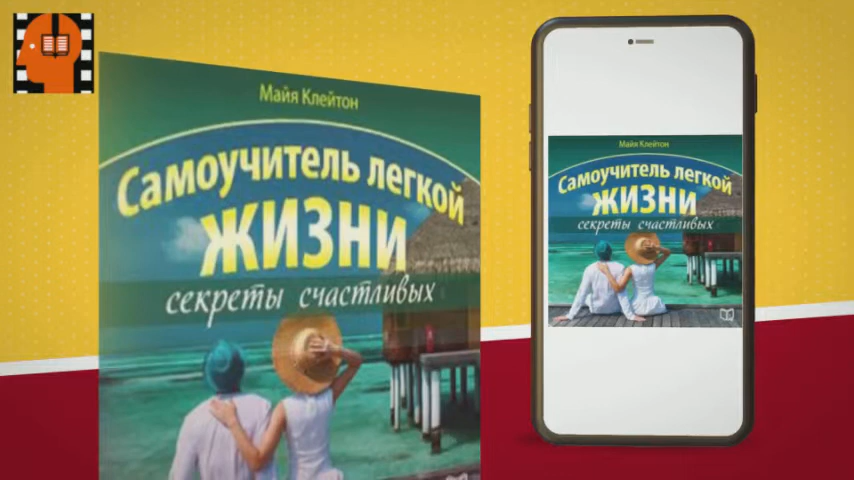 Майя Клейтон
Самоучитель легкой
жизни
секреты счастливых
Майя Клейтон
Самоучитель легкой
жизни
секреты счастливых